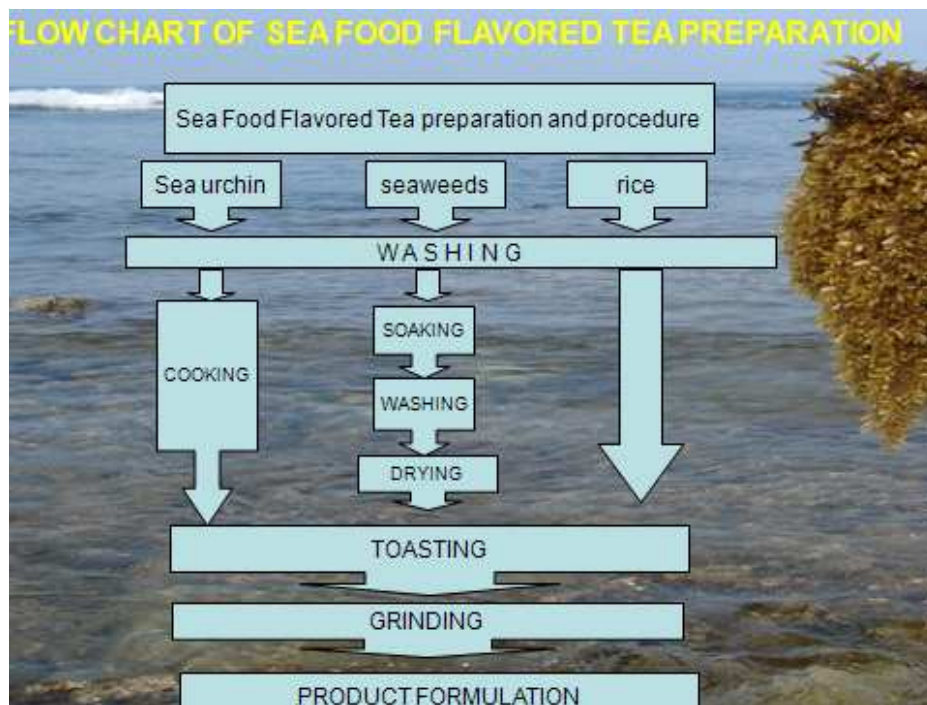 FLOW CHART OF SEA FOOD FLAVORED TEA PREPARATION
Sea Food Flavored Tea preparation and procedure
Sea urchin
seaweeds
rice
WASHING
COOKING
SOAKING
WASHING
DRYING
TOASTING
GRINDING
PRODUCT FORMULATION